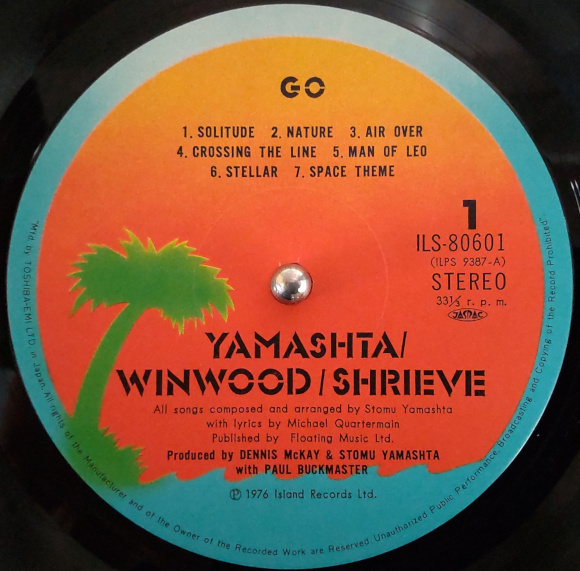 GO
1. SOLITUDE 2. NATURE 3. AIR OVER
4. CROSSING THE LINE 5. MAN OF LEO
6. STELLAR 7. SPACE THEME
1
ILS-80601
(ILPS 9387-A)
STEREO
33⅓ r. p. m.
JASRAC
YAMASHTA/
WINWOOD/SHRIEVE
All songs composed and arranged by Stomu Yamashta
with lyrics by Michael Quartermain
Published by Floating Music Ltd.
Produced by DENNIS McKAY & STOMU YAMASHTA
with PAUL BUCKMASTER
Ⓟ 1976 Island Records Ltd.
"Mfd by TOSHIBA-EMI LTD. in Japan. All rights of the Manufacturer and of the Owner of the Recorded Work are Reserved. Unauthorized Public Performance, Broadcasting and Copying of the Record Prohibited"